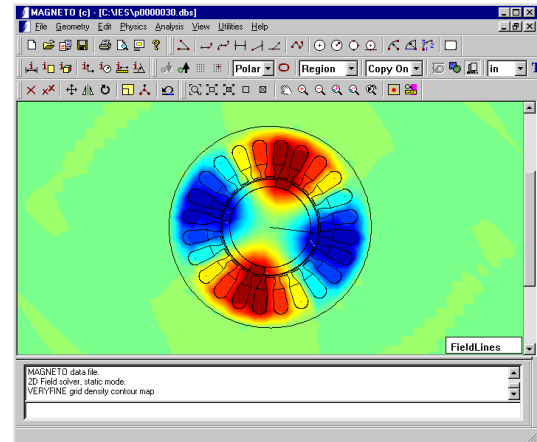 MAGNETO (c) - [C:\IES\p0000030.dbs]
File Geometry Edit Physics Analysis View Utilities Help
Polar Region Copy On in
FieldLines
MAGNETO data file.
2D Field solver, static mode.
VERYFINE grid density contour map